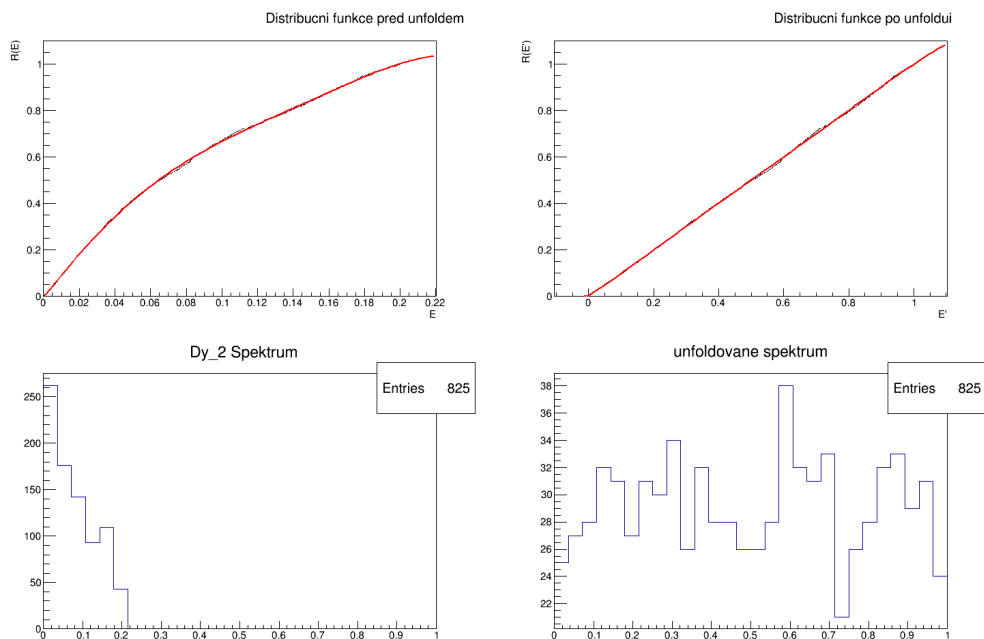 Distribucni funkce pred unfoldem
R(E)
1
0.8
0.6
0.4
0.2
0
0 0.02 0.04 0.06 0.08 0.1 0.12 0.14 0.16 0.18 0.2 0.22
E
Distribucni funkce po unfoldui
R(E')
1
0.8
0.6
0.4
0.2
0
0 0.2 0.4 0.6 0.8 1
E'
Dy_2 Spektrum
Entries 825
250
200
150
100
50
0
0 0.1 0.2 0.3 0.4 0.5 0.6 0.7 0.8 0.9 1
unfoldovane spektrum
Entries 825
38
36
34
32
30
28
26
24
22
0 0.1 0.2 0.3 0.4 0.5 0.6 0.7 0.8 0.9 1